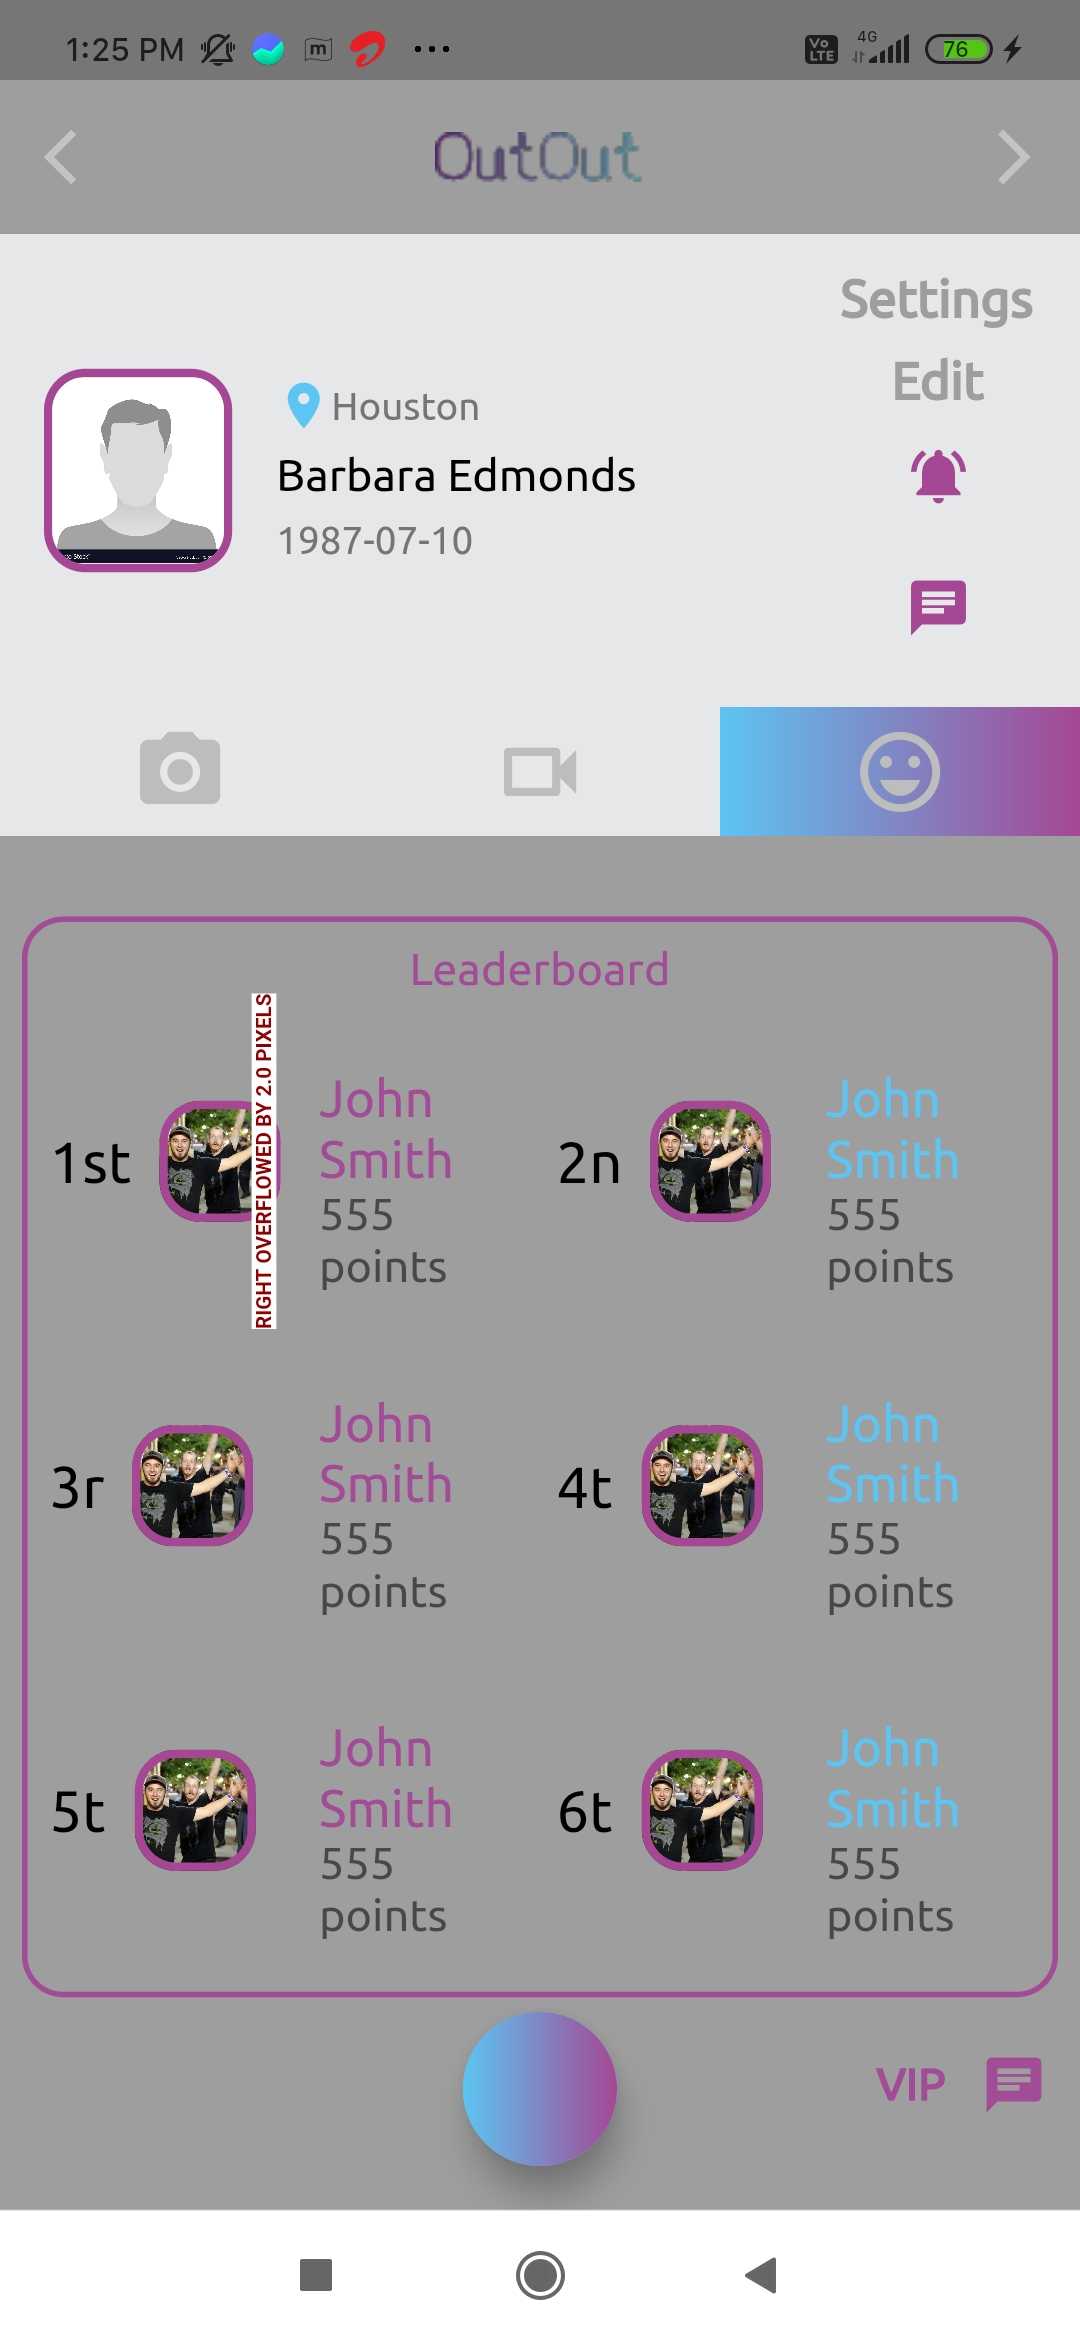 1:25 PM
m
Vo
LTE
4G
76
OutOut
Settings
Edit
Houston
Barbara Edmonds
1987-07-10
Leaderboard
RIGHT OVERFLOWED BY 2.0 PIXELS
1st
John
Smith
555
points
2n
John
Smith
555
points
3r
John
Smith
555
points
4t
John
Smith
555
points
5t
John
Smith
555
points
6t
John
Smith
555
points
VIP